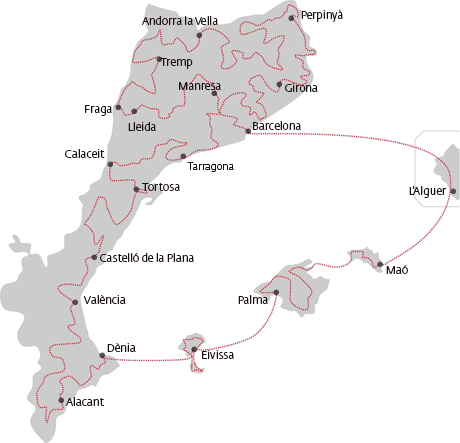 Perpinyà
Andorra la Vella
Tremp
Manresa
Girona
Fraga
Lleida
Barcelona
Calaceit
Tarragona
Tortosa
L'Alguer
Castelló de la Plana
Maó
València
Palma
Dènia
Eivissa
Alacant